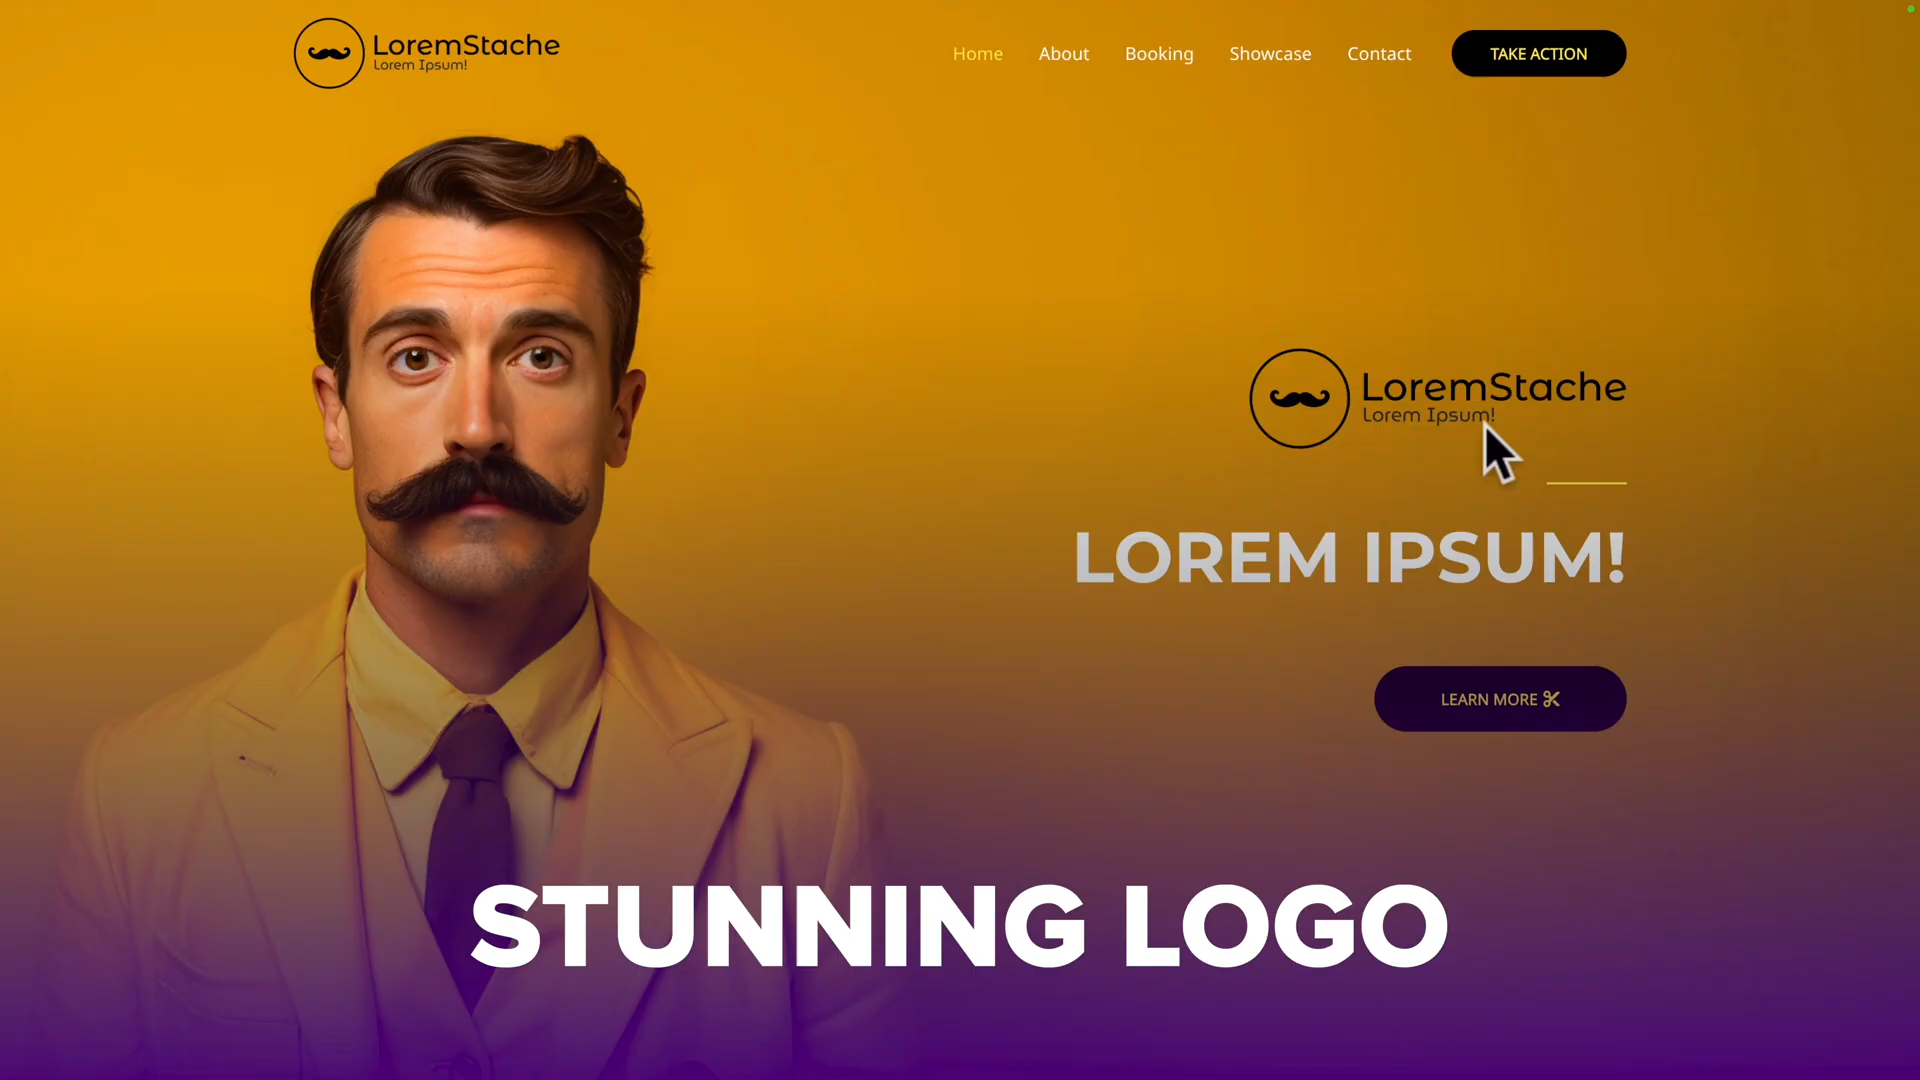 LoremStache
Lorem Ipsum!
Home About Booking Showcase Contact TAKE ACTION
LoremStache
Lorem Ipsum!
LOREM IPSUM!
LEARN MORE
STUNNING LOGO